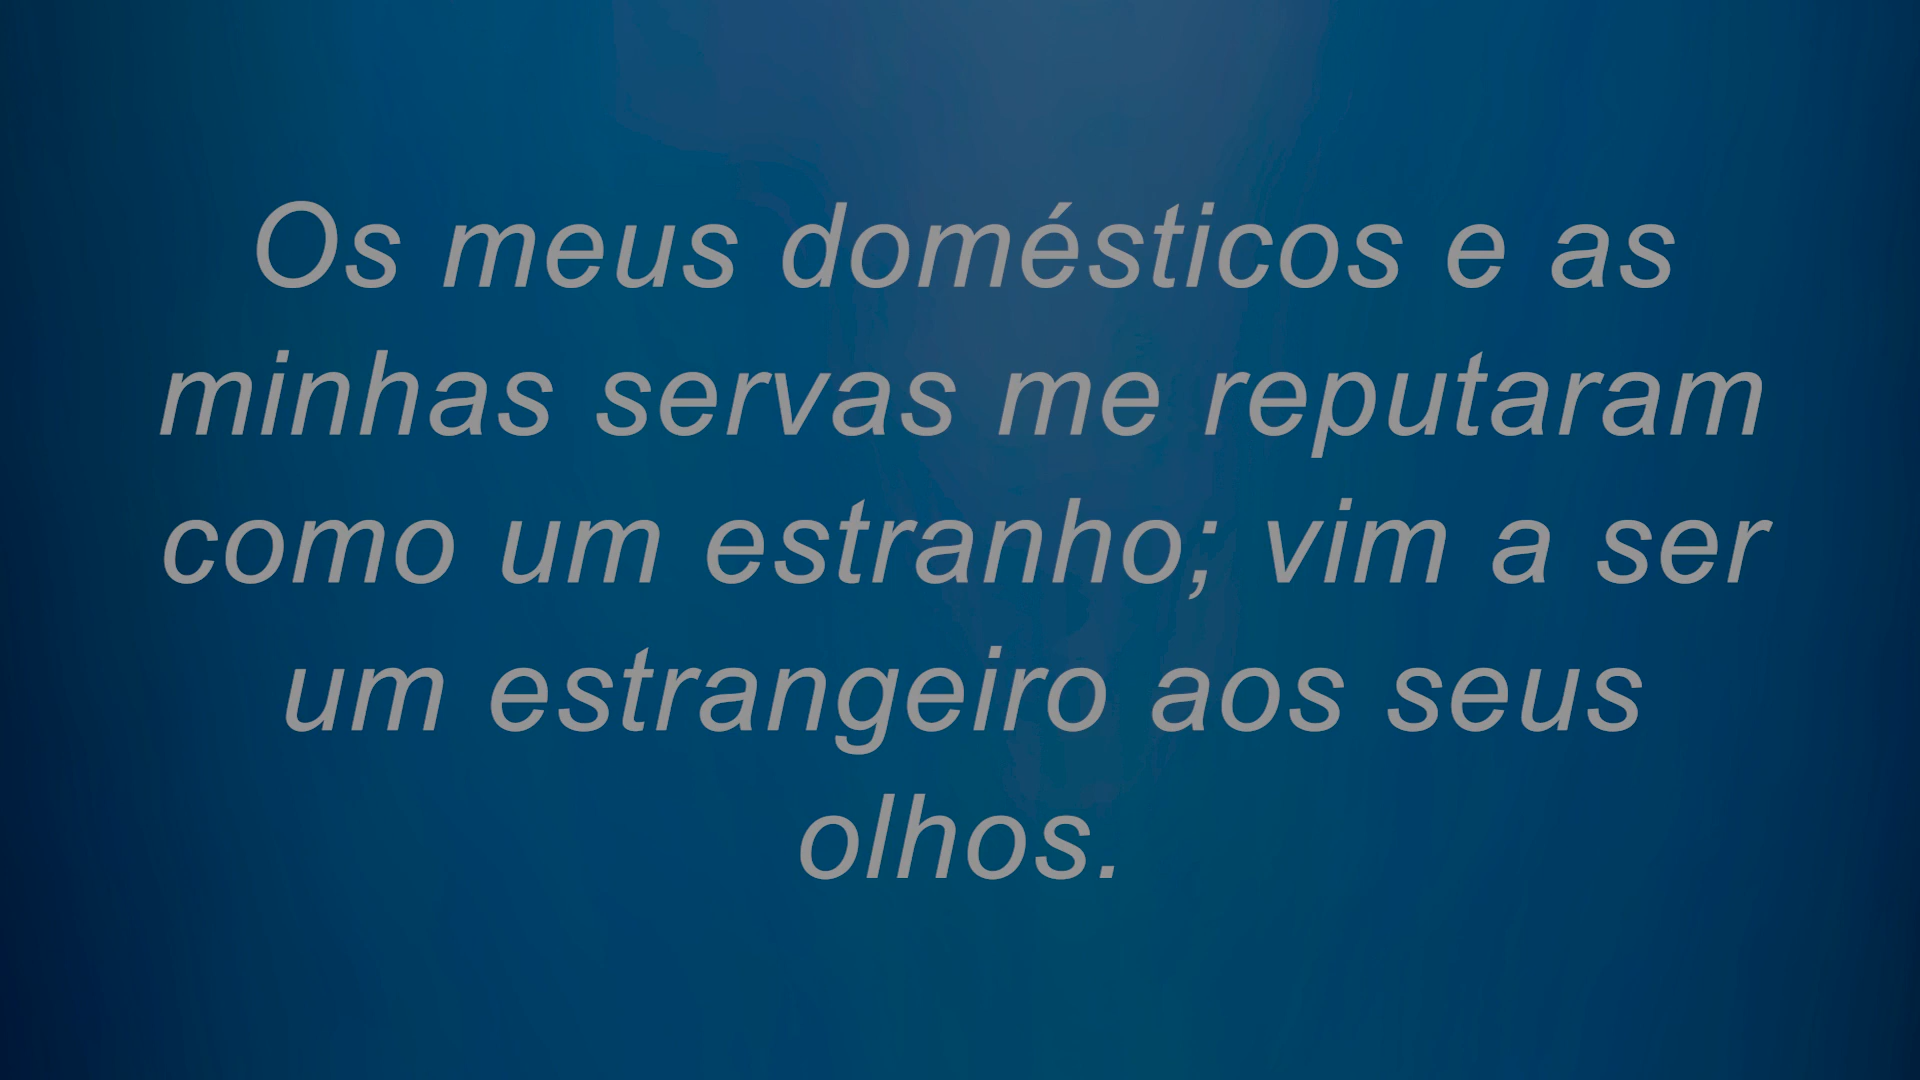 Os meus domésticos e as
minhas servas me reputaram
como um estranho; vim a ser
um estrangeiro aos seus
olhos.